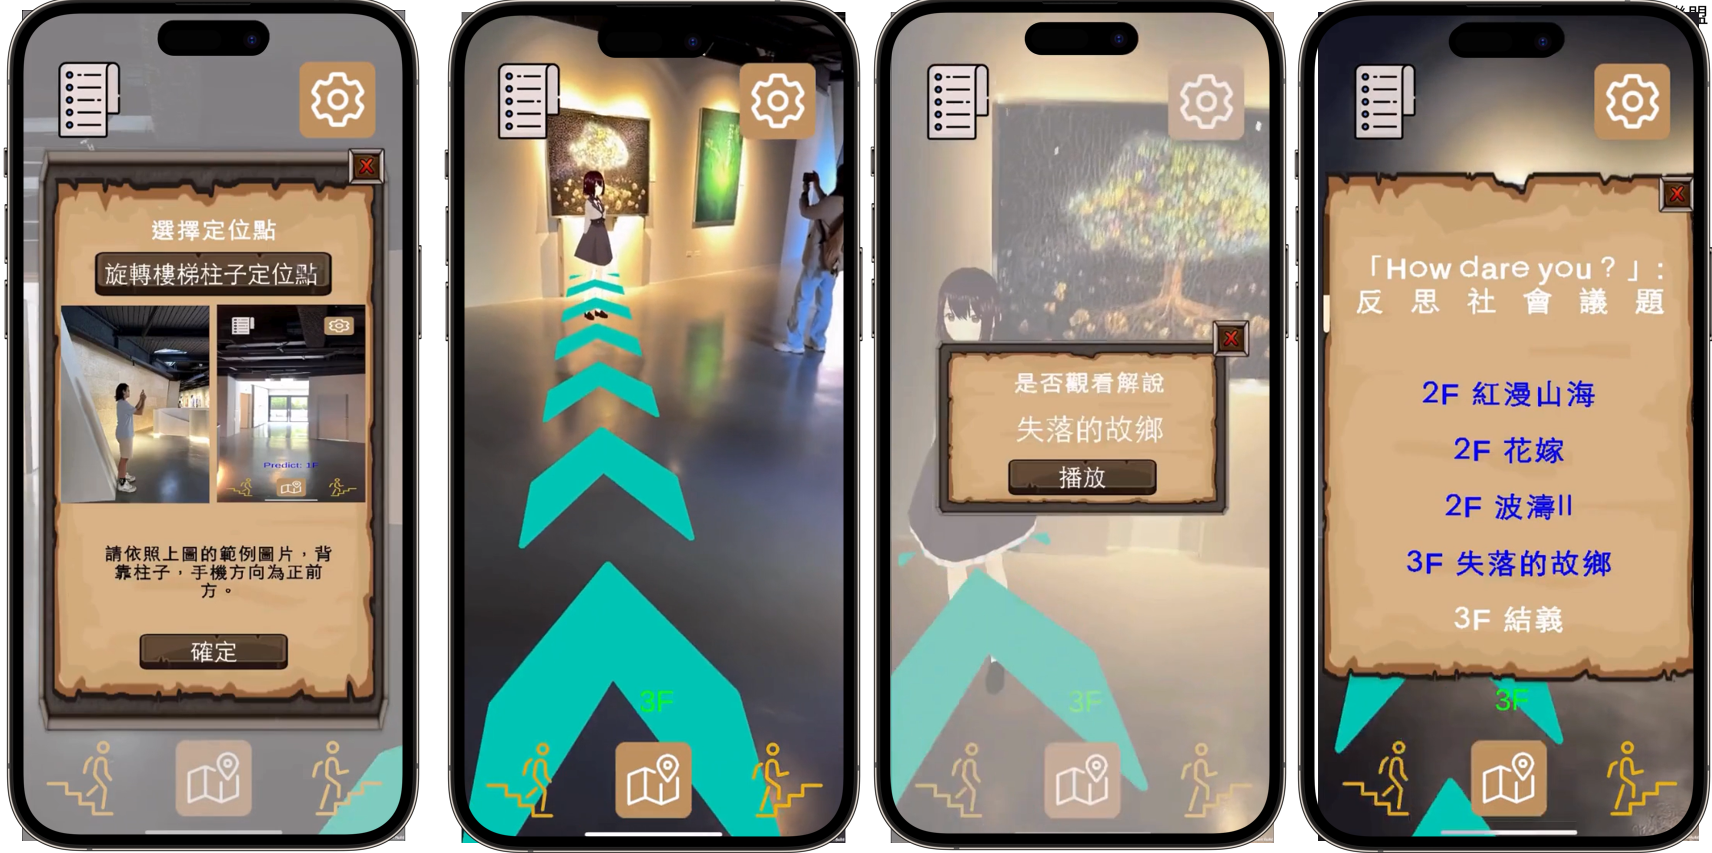 選擇定位點
旋轉樓梯柱子定位點
Predict: 1F
請依照上圖的範例圖片，背
靠柱子，手機方向為正前
方。
確定
3F
是否觀看解說
失落的故鄉
播放
3F
盟
「How dare you？」:
反思社會議題
2F 紅漫山海
2F 花嫁
2F 波濤II
3F 失落的故鄉
3F 結義
3F